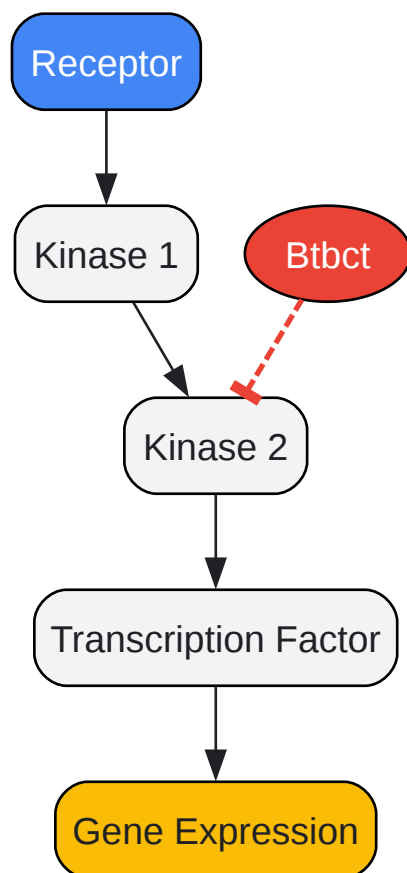 Receptor
Kinase 1
Btbct
Kinase 2
Transcription Factor
Gene Expression